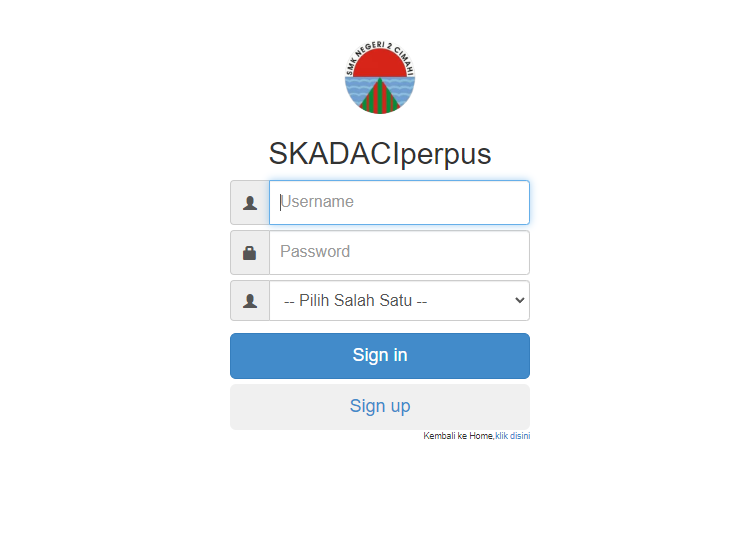 SMK NEGERI 2 CIMAHI
SKADACIperpus
Username
Password
-- Pilih Salah Satu --
Sign in
Sign up
Kembali ke Home,klik disini